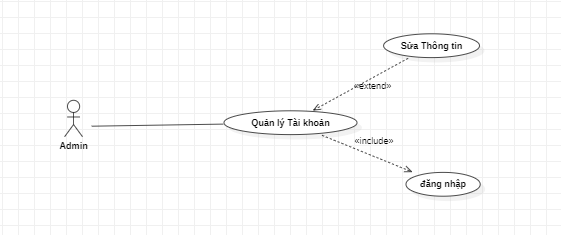 Sửa Thông tin
«extend»
Quản lý Tài khoản
Admin
«include»
đăng nhập